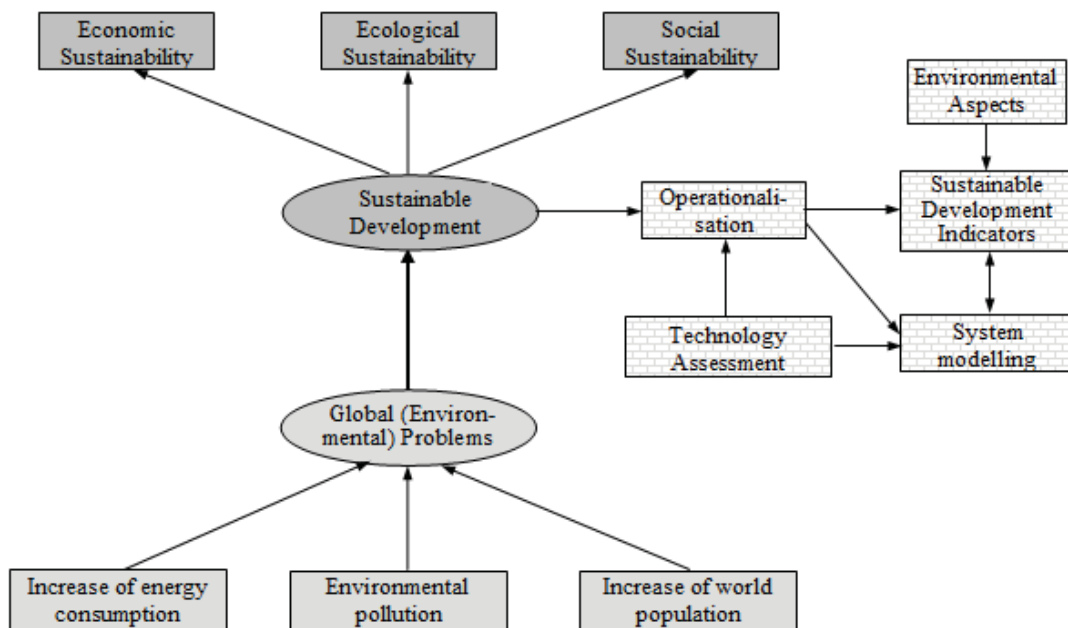 Economic
Sustainability
Ecological
Sustainability
Social
Sustainability
Environmental
Aspects
Sustainable
Development
Operationali-
sation
Sustainable
Development
Indicators
Technology
Assessment
System
modelling
Global (Environ-
mental) Problems
Increase of energy
consumption
Environmental
pollution
Increase of world
population